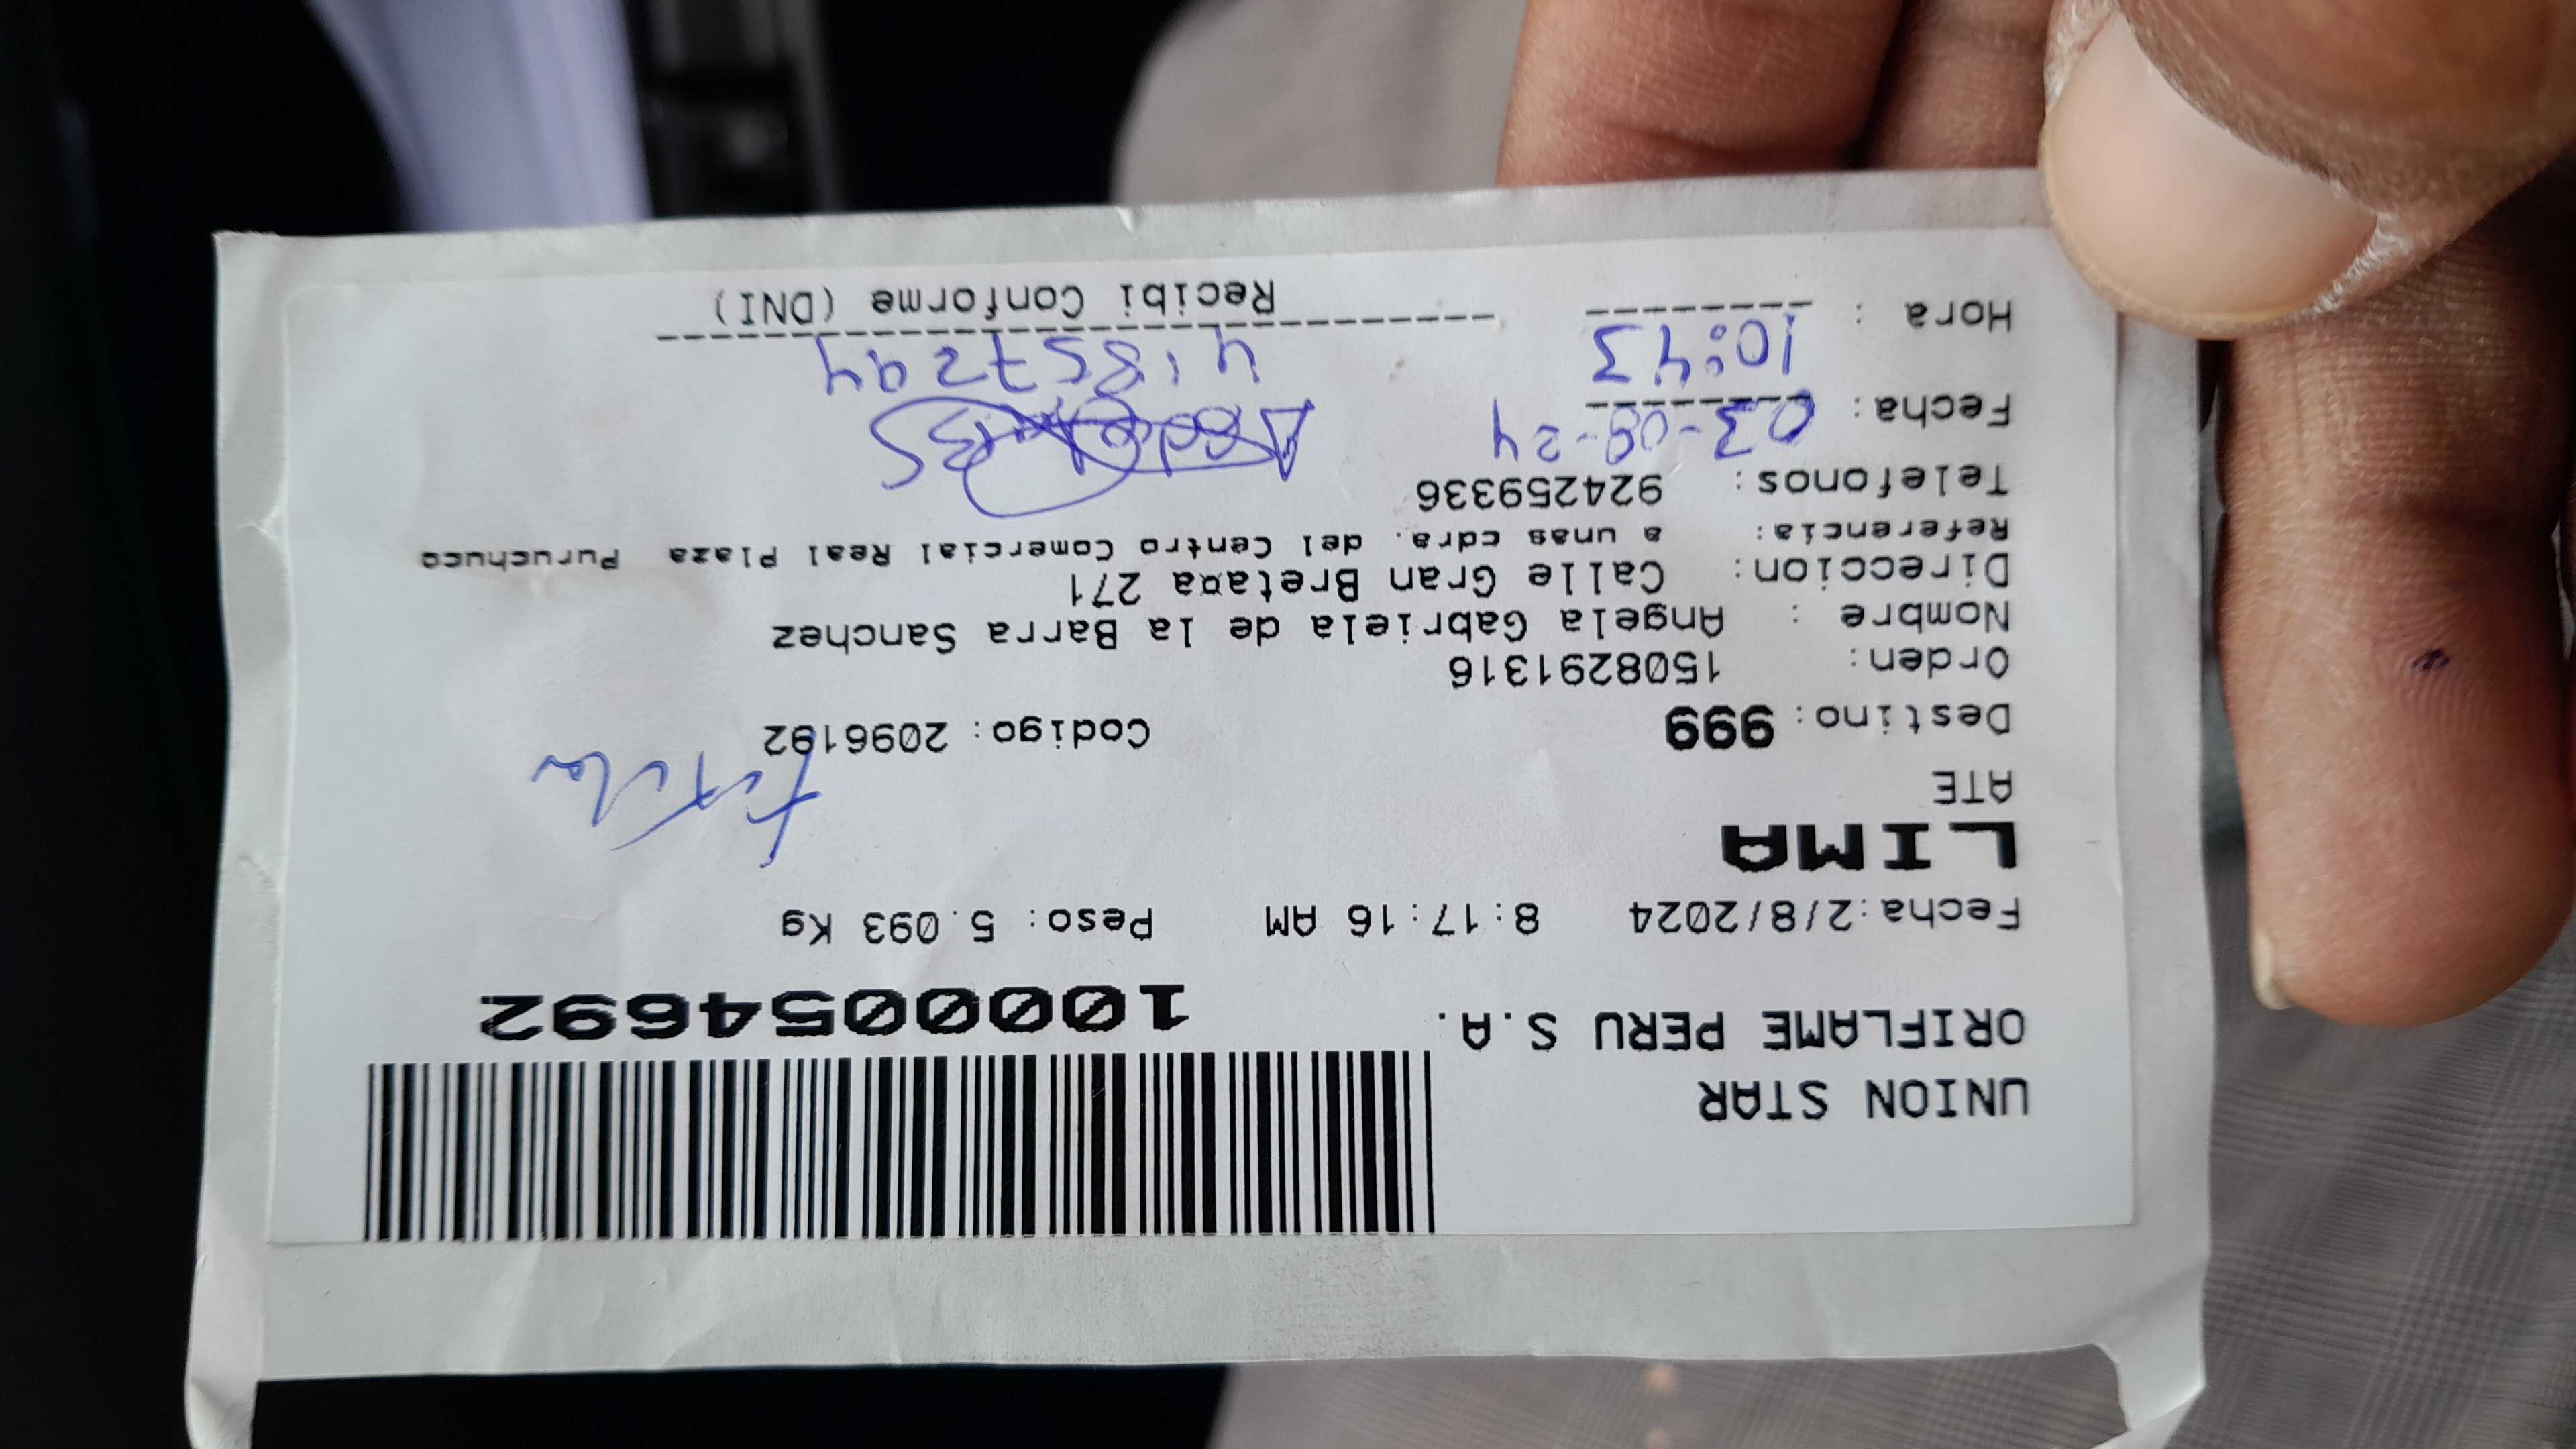 UNION STAR
ORIFLAME PERU S.A.
10000054692
Fecha:2/8/2024 8:17:16 AM Peso: 5.093 Kg
LIMA
ATE
Destino: 999 Codigo: 2096192
Orden: 1508291316
Nombre : Angela Gabriela de la Barra Sanchez
Direccion: Calle Gran Bretaäa 271
Referencia: a unas cdra. del Centro Comercial Real Plaza Puruchuco
Telefonos: 924259336
Fecha: 03-08-24
Hora : 10:43 41857294
Recibi Conforme (DNI)